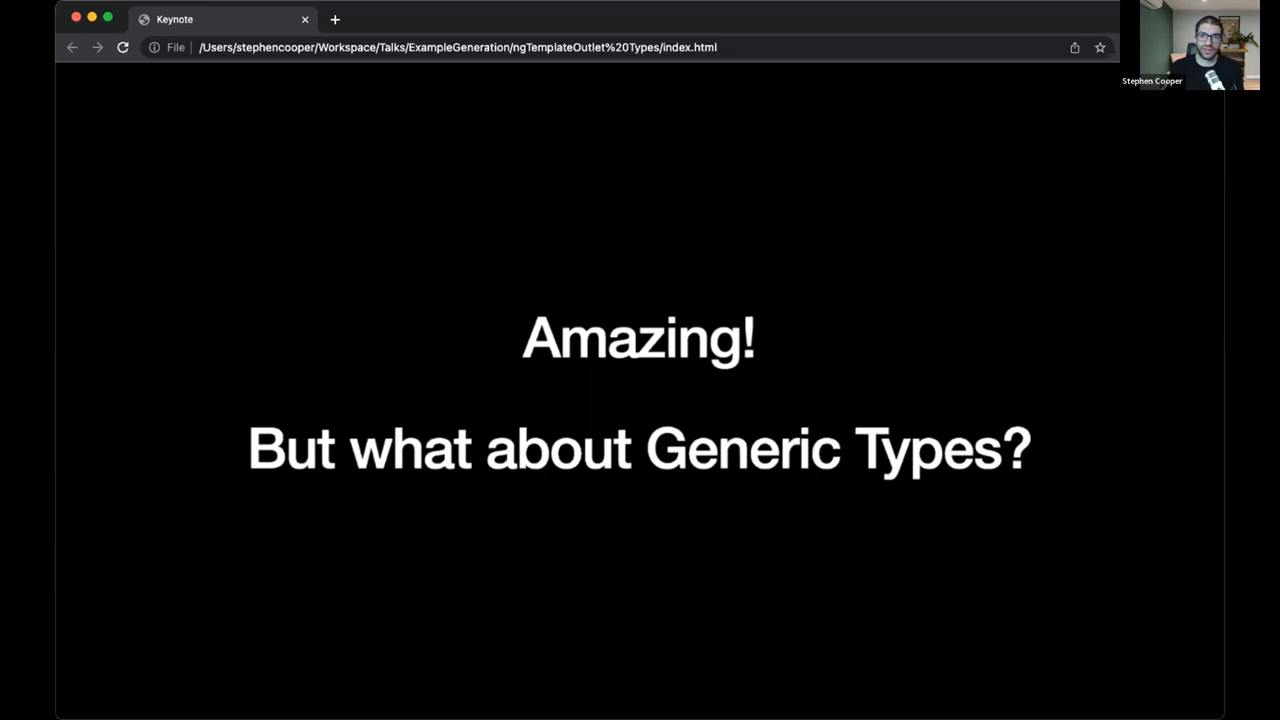 Keynote
File
/Users/stephencooper/Workspace/Talks/ExampleGeneration/ngTemplateOutlet%20Types/index.html
Stephen Cooper
Amazing!
But what about Generic Types?